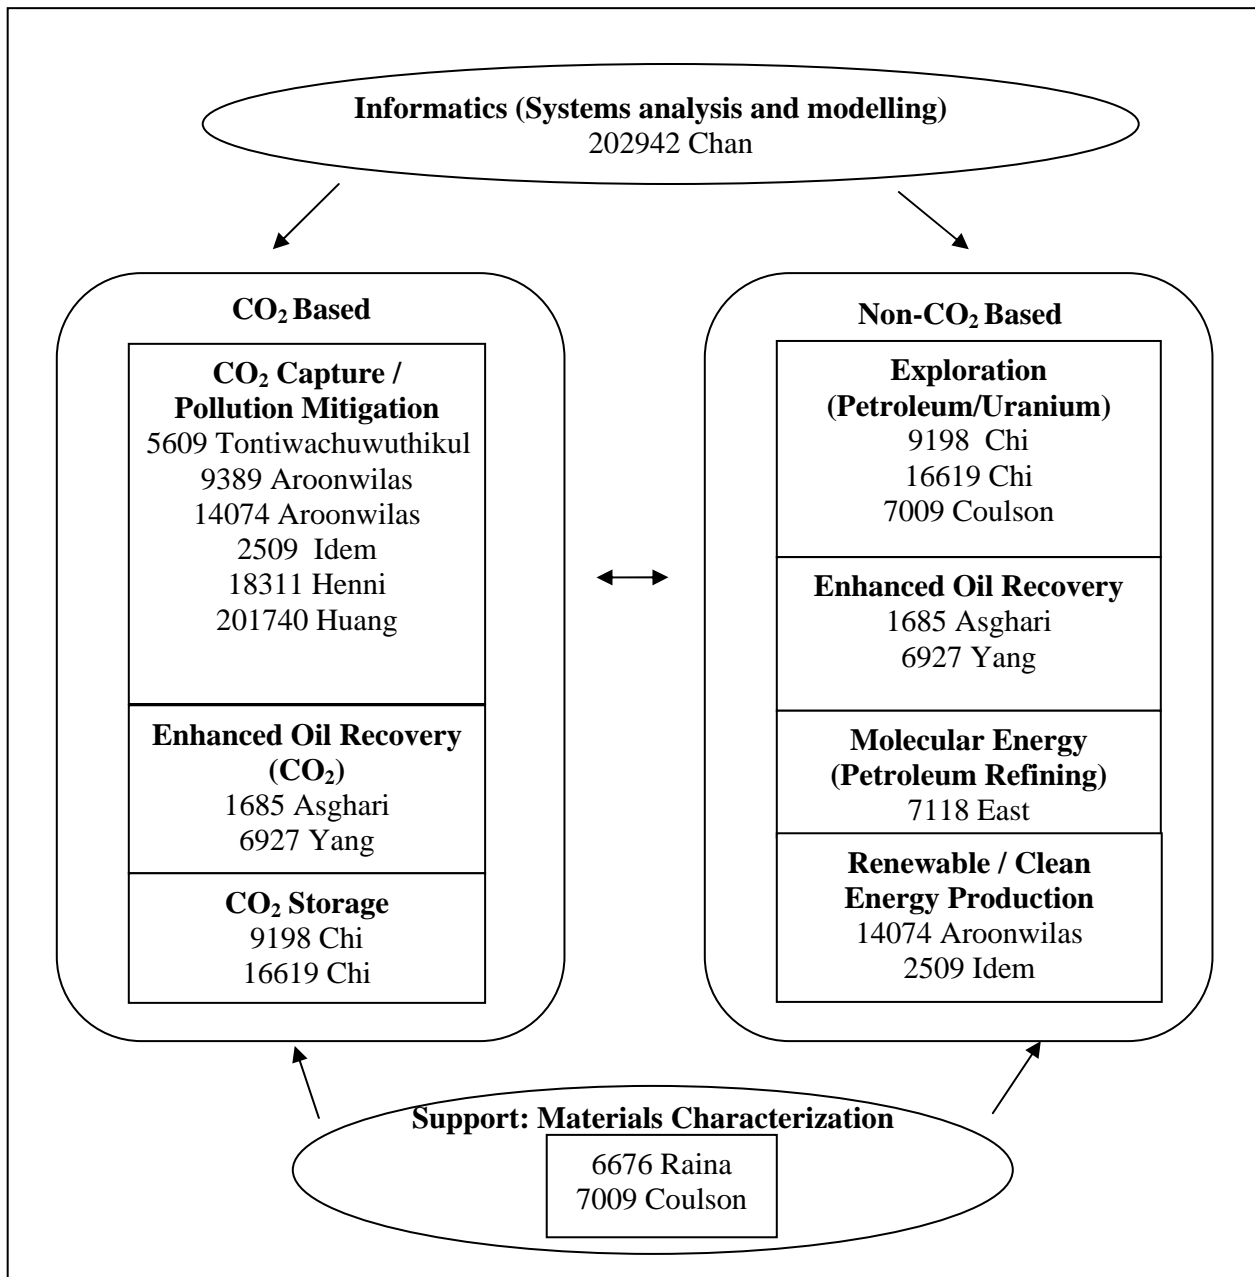 Informatics (Systems analysis and modelling)
202942 Chan
CO₂ Based
CO₂ Capture /
Pollution Mitigation
5609 Tontiwachuwuthikul
9389 Aroonwilas
14074 Aroonwilas
2509 Idem
18311 Henni
201740 Huang
Enhanced Oil Recovery
(CO₂)
1685 Asghari
6927 Yang
CO₂ Storage
9198 Chi
16619 Chi
Non-CO₂ Based
Exploration
(Petroleum/Uranium)
9198 Chi
16619 Chi
7009 Coulson
Enhanced Oil Recovery
1685 Asghari
6927 Yang
Molecular Energy
(Petroleum Refining)
7118 East
Renewable / Clean
Energy Production
14074 Aroonwilas
2509 Idem
Support: Materials Characterization
6676 Raina
7009 Coulson